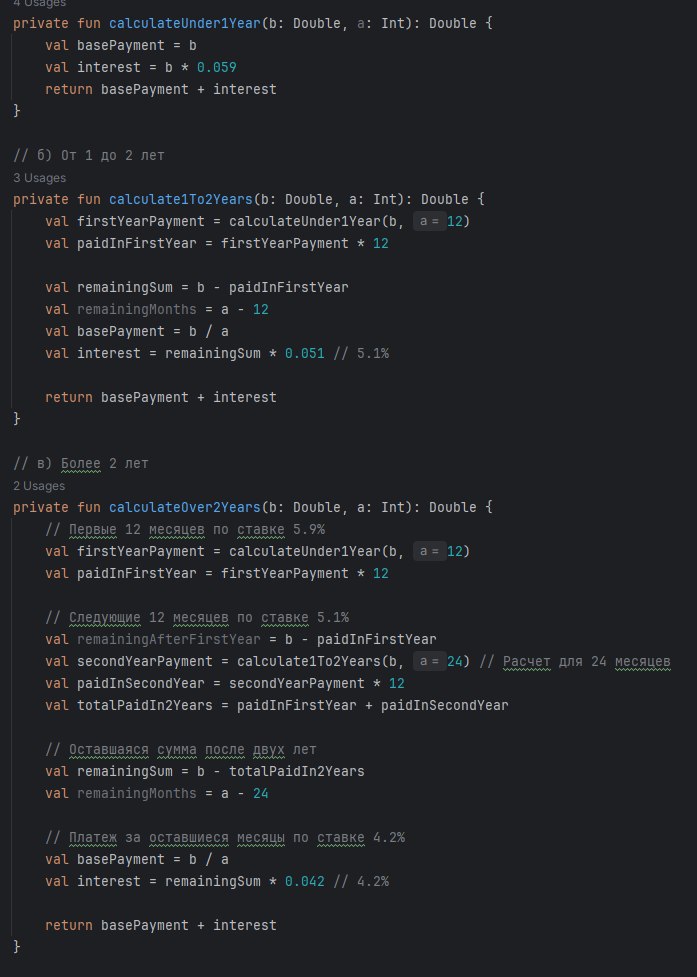 4 Usages
private fun calculateUnder1Year(b: Double, a: Int): Double {
val basePayment = b
val interest = b * 0.059
return basePayment + interest
}
// б) От 1 до 2 лет
3 Usages
private fun calculate1To2Years(b: Double, a: Int): Double {
val firstYearPayment = calculateUnder1Year(b, a = 12)
val paidInFirstYear = firstYearPayment * 12
val remainingSum = b - paidInFirstYear
val remainingMonths = a - 12
val basePayment = b / a
val interest = remainingSum * 0.051 // 5.1%
return basePayment + interest
}
// в) Более 2 лет
2 Usages
private fun calculateOver2Years(b: Double, a: Int): Double {
// Первые 12 месяцев по ставке 5.9%
val firstYearPayment = calculateUnder1Year(b, a = 12)
val paidInFirstYear = firstYearPayment * 12
// Следующие 12 месяцев по ставке 5.1%
val remainingAfterFirstYear = b - paidInFirstYear
val secondYearPayment = calculate1To2Years(b, a = 24) // Расчет для 24 месяцев
val paidInSecondYear = secondYearPayment * 12
val totalPaidIn2Years = paidInFirstYear + paidInSecondYear
// Оставшаяся сумма после двух лет
val remainingSum = b - totalPaidIn2Years
val remainingMonths = a - 24
// Платеж за оставшиеся месяцы по ставке 4.2%
val basePayment = b / a
val interest = remainingSum * 0.042 // 4.2%
return basePayment + interest
}